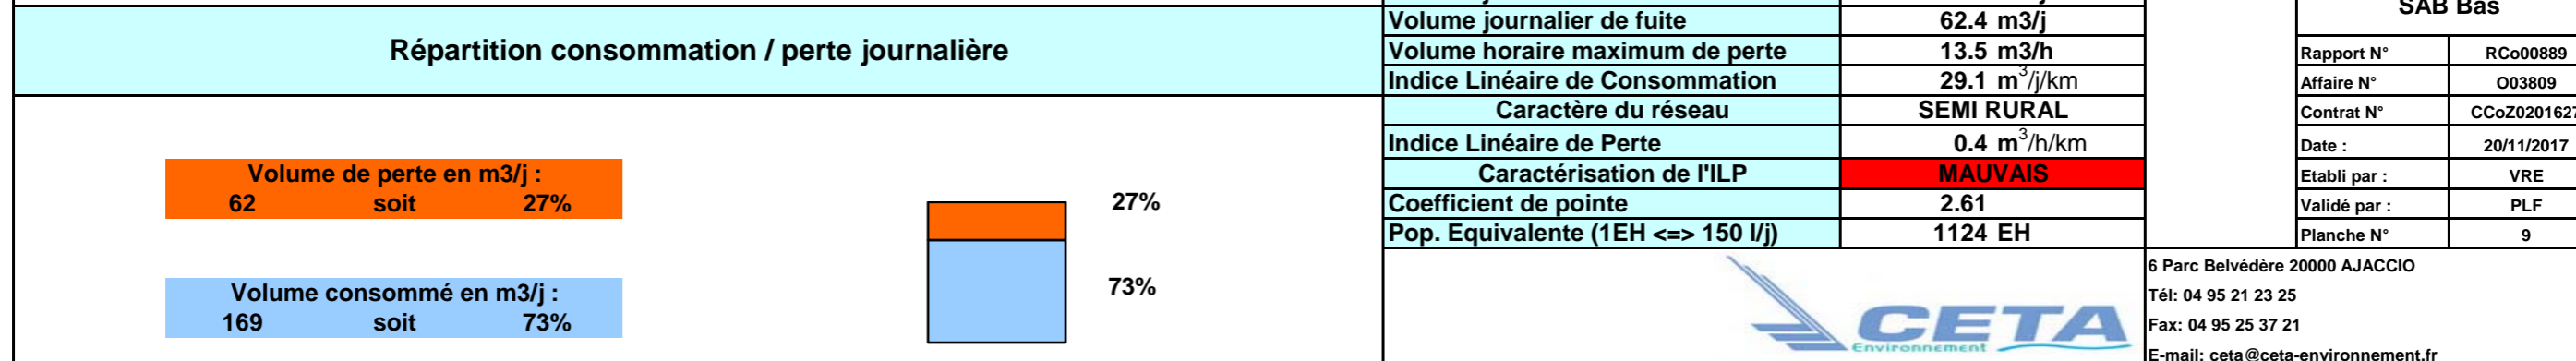 SAB Bas
Répartition consommation / perte journalière
Volume journalier de fuite 62.4 m3/j
Volume horaire maximum de perte 13.5 m3/h
Indice Linéaire de Consommation 29.1 m³/j/km
Caractère du réseau SEMI RURAL
Indice Linéaire de Perte 0.4 m³/h/km
Caractérisation de l'ILP MAUVAIS
Coefficient de pointe 2.61
Pop. Equivalente (1EH <=> 150 l/j) 1124 EH
Rapport N° RCo00889
Affaire N° O03809
Contrat N° CCoZ0201627
Date : 20/11/2017
Etabli par : VRE
Validé par : PLF
Planche N° 9
Volume de perte en m3/j :
62 soit 27%
27%
73%
Volume consommé en m3/j :
169 soit 73%
CETA
Environnement
6 Parc Belvédère 20000 AJACCIO
Tél: 04 95 21 23 25
Fax: 04 95 25 37 21
E-mail: ceta@ceta-environnement.fr